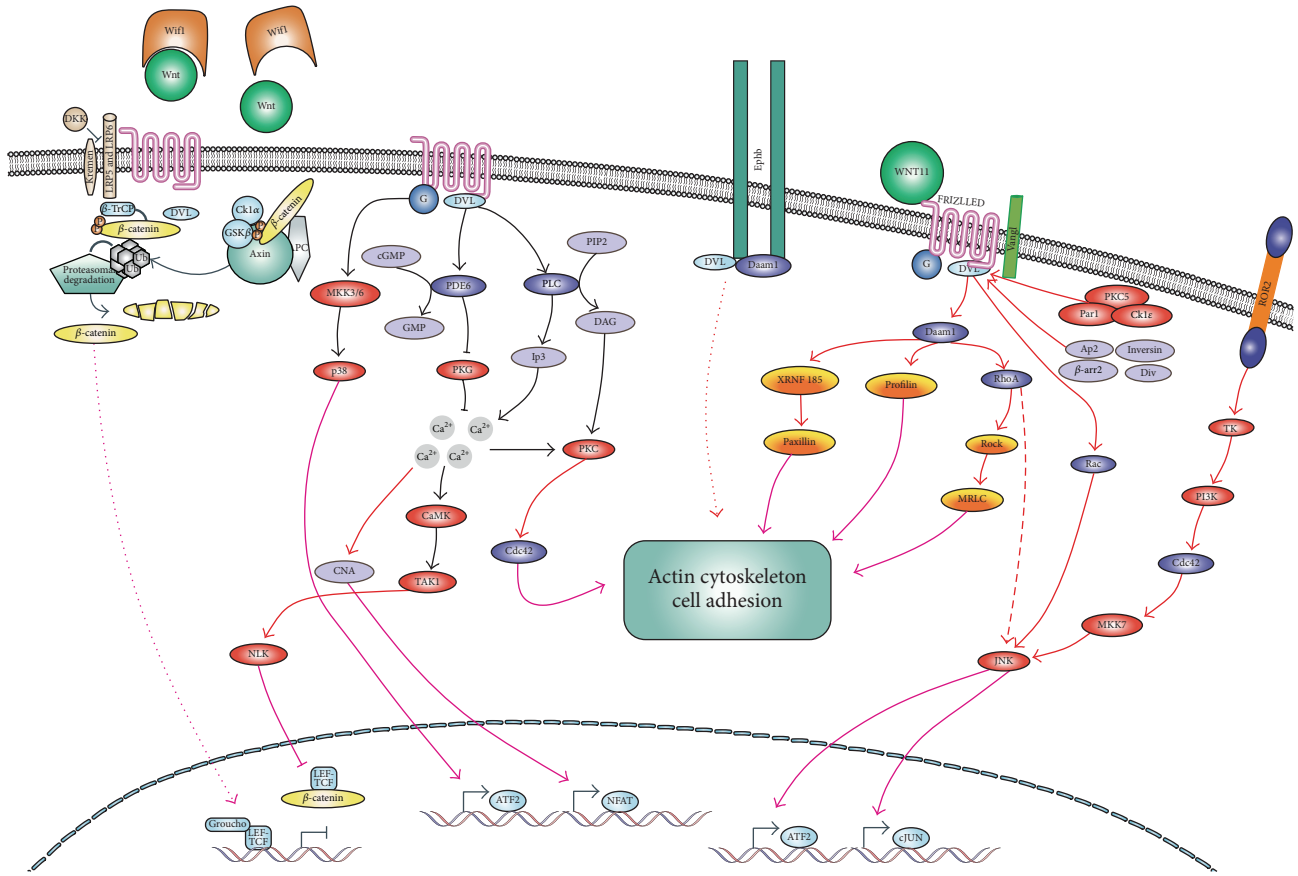 Wif1
Wnt
Wif1
Wnt
DKK
Kremen
LRP5 and LRP6
β-TrCP
P
P
β-catenin
DVL
Ub
Ub
Proteasomal
degradation
β-catenin
Ck1α
GSKβ
P
P
β-catenin
Axin
PC
G
DVL
cGMP
GMP
MKK3/6
PDE6
PLC
PIP2
DAG
p38
PKG
Ip3
Ca2+
Ca2+
Ca2+
Ca2+
PKC
CaMK
CNA
TAK1
Cdc42
NLK
Ephb
DVL
Daam1
WNT11
FRIZLLED
Vangl
G
DVL
PKC5
Par1
Ck1ε
Ap2
Inversin
β-arr2
Div
Daam1
XRNF 185
Profilin
RhoA
Paxillin
Rock
MRLC
Rac
ROR2
TK
PI3K
Cdc42
MKK7
JNK
Actin cytoskeleton
cell adhesion
LEF-
TCF
β-catenin
Groucho
LEF-
TCF
ATF2
NFAT
ATF2
cJUN